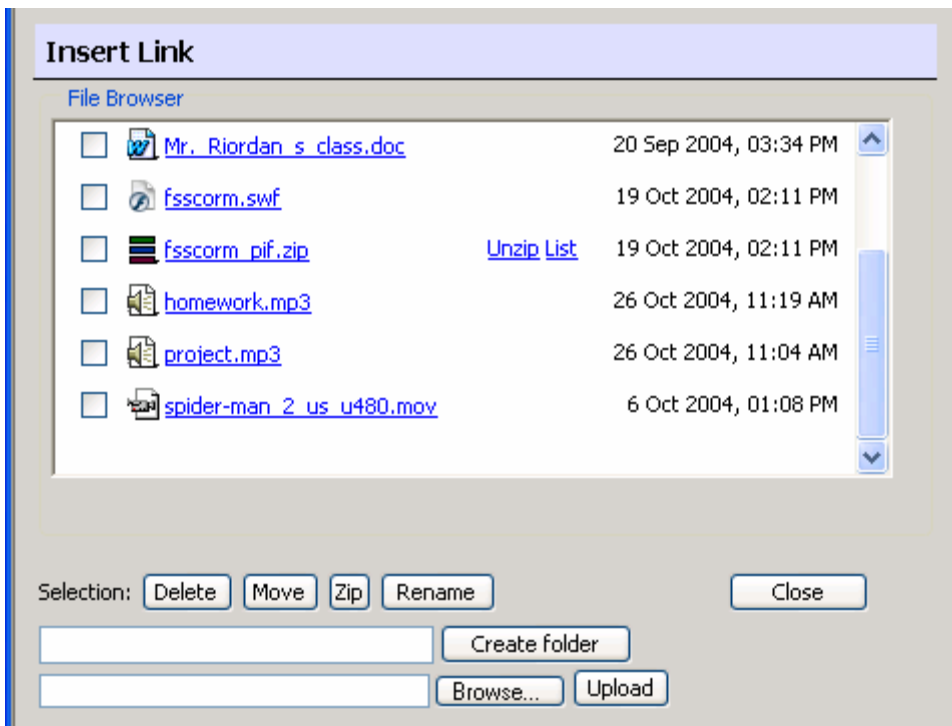 Insert Link
File Browser
Mr._Riordan_s_class.doc 20 Sep 2004, 03:34 PM
fsscorm.swf 19 Oct 2004, 02:11 PM
fsscorm_pif.zip Unzip List 19 Oct 2004, 02:11 PM
homework.mp3 26 Oct 2004, 11:19 AM
project.mp3 26 Oct 2004, 11:04 AM
spider-man_2_us_u480.mov 6 Oct 2004, 01:08 PM
Selection: Delete Move Zip Rename Close
Create folder
Browse... Upload